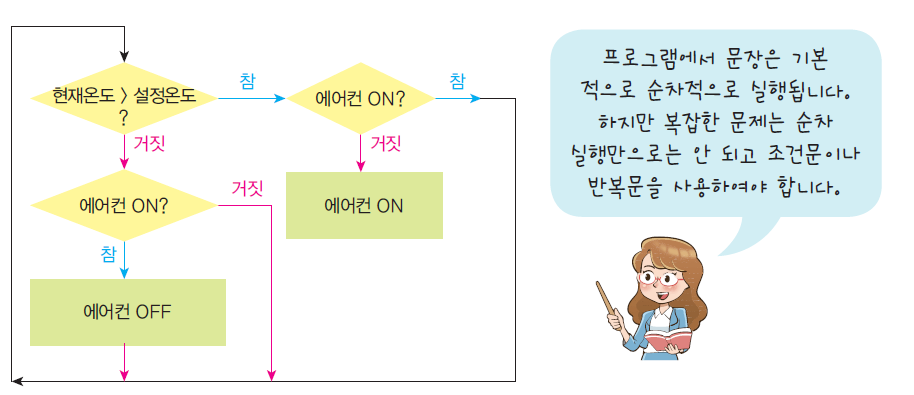 현재온도 > 설정온도
?
참
에어컨 ON?
참
거짓
거짓
에어컨 ON
에어컨 ON?
거짓
참
에어컨 OFF
프로그램에서 문장은 기본
적으로 순차적으로 실행됩니다.
하지만 복잡한 문제는 순차
실행만으로는 안 되고 조건문이나
반복문을 사용하여야 합니다.